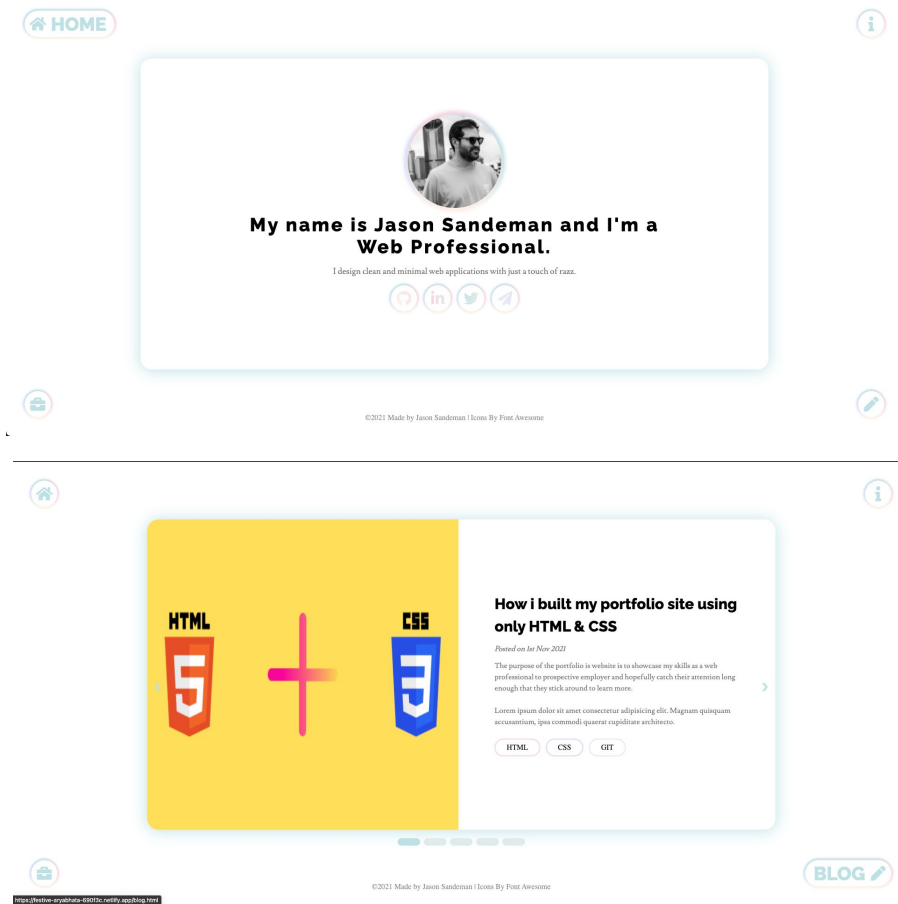 HOME
My name is Jason Sandeman and I'm a
Web Professional.
I design clean and minimal web applications with just a touch of razz.
©2021 Made by Jason Sandeman | Icons By Font Awesome
HTML
CSS
How i built my portfolio site using
only HTML & CSS
Posted on 1st Nov 2021
The purpose of the portfolio is website is to showcase my skills as a web
professional to prospective employer and hopefully catch their attention long
enough that they stick around to learn more.
Lorem ipsum dolor sit amet consectetur adipisicing elit. Magnam quisquam
accusantium, ipsa commodi quaerat cupiditate architecto.
HTML CSS GIT
BLOG
©2021 Made by Jason Sandeman | Icons By Font Awesome
https://festive-aryabhata-690f3c.netlify.app/blog.html